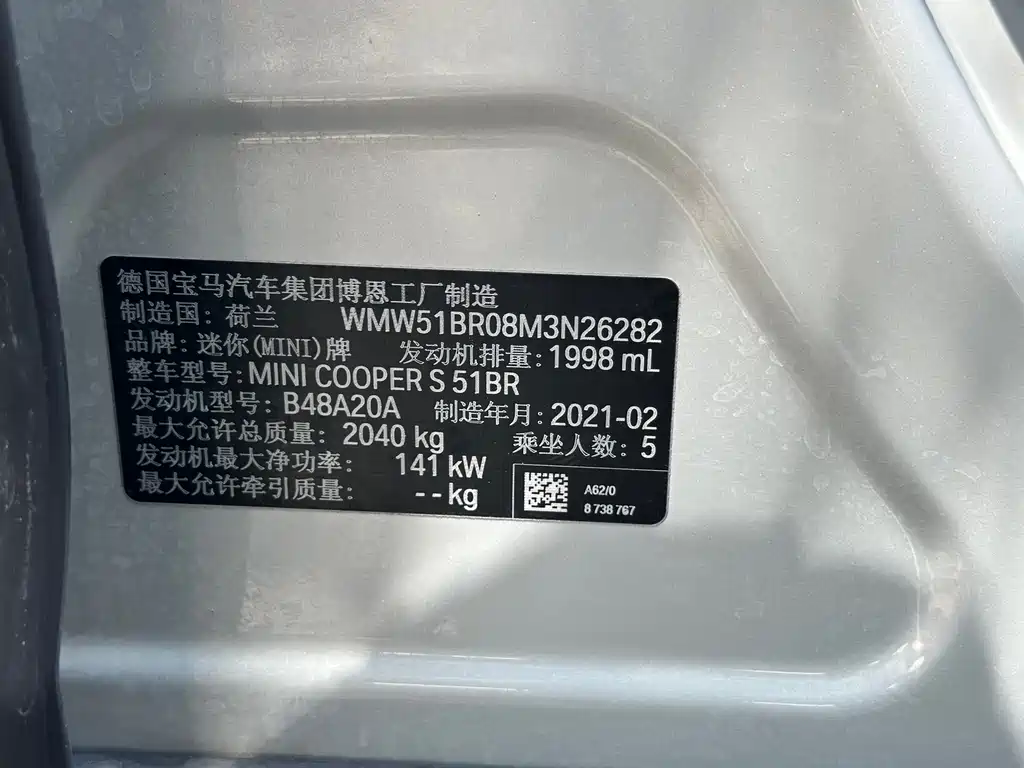 德国宝马汽车集团博恩工厂制造
制造国: 荷兰 WMW51BR08M3N26282
品牌: 迷你(MINI)牌 发动机排量: 1998 mL
整车型号: MINI COOPER S 51BR
发动机型号: B48A20A 制造年月: 2021-02
最大允许总质量: 2040 kg 乘坐人数: 5
发动机最大净功率: 141 kW
最大允许牵引质量: -- kg
A62/0
8 738 767